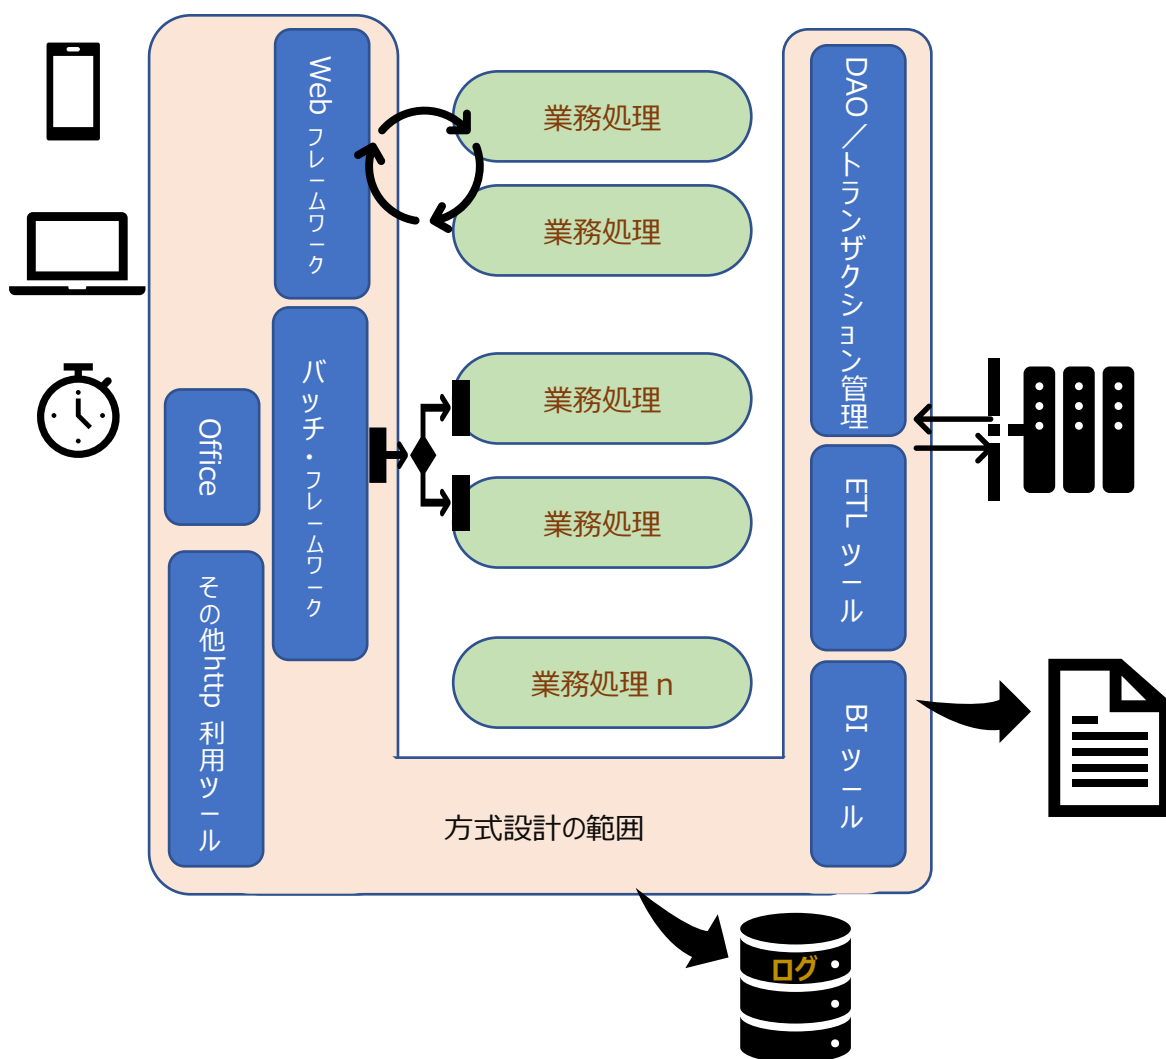 Web フレームワーク
業務処理
業務処理
DAO／トランザクション管理
バッチ・フレームワーク
業務処理
Office
業務処理
ETL ツール
その他http 利用ツール
業務処理 n
BI ツール
方式設計の範囲
ログ